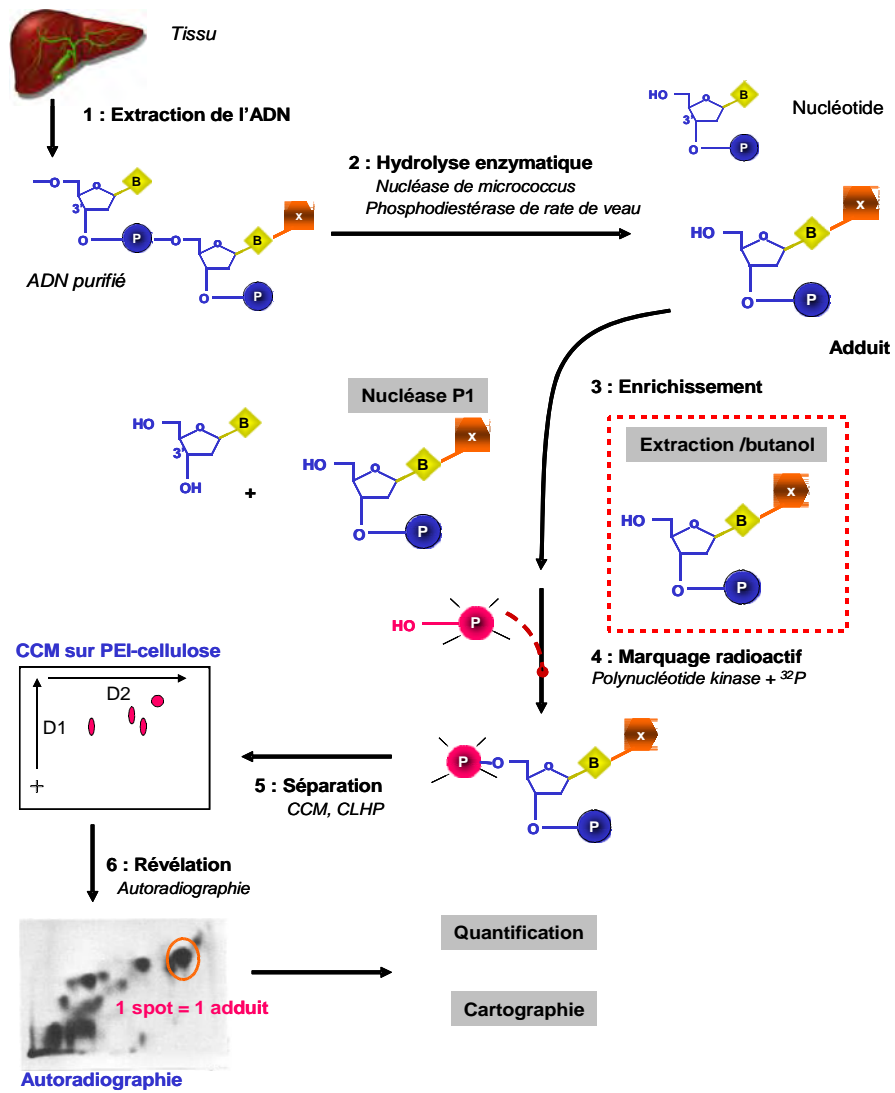 Tissu
1 : Extraction de l'ADN
HO
O
B
3'
O
P
Nucléotide
2 : Hydrolyse enzymatique
Nucléase de micrococcus
Phosphodiestérase de rate de veau
O
O
B
3'
O
P
O
O
B
X
O
P
ADN purifié
HO
O
B
X
O
P
Adduit
3 : Enrichissement
Nucléase P1
HO
O
B
3'
OH
+
HO
O
B
X
O
P
Extraction /butanol
HO
O
B
X
O
P
HO
P
4 : Marquage radioactif
Polynucléotide kinase + ³²P
CCM sur PEI-cellulose
D2
D1
P
O
O
B
X
O
P
5 : Séparation
CCM, CLHP
6 : Révélation
Autoradiographie
1 spot = 1 adduit
Autoradiographie
Quantification
Cartographie